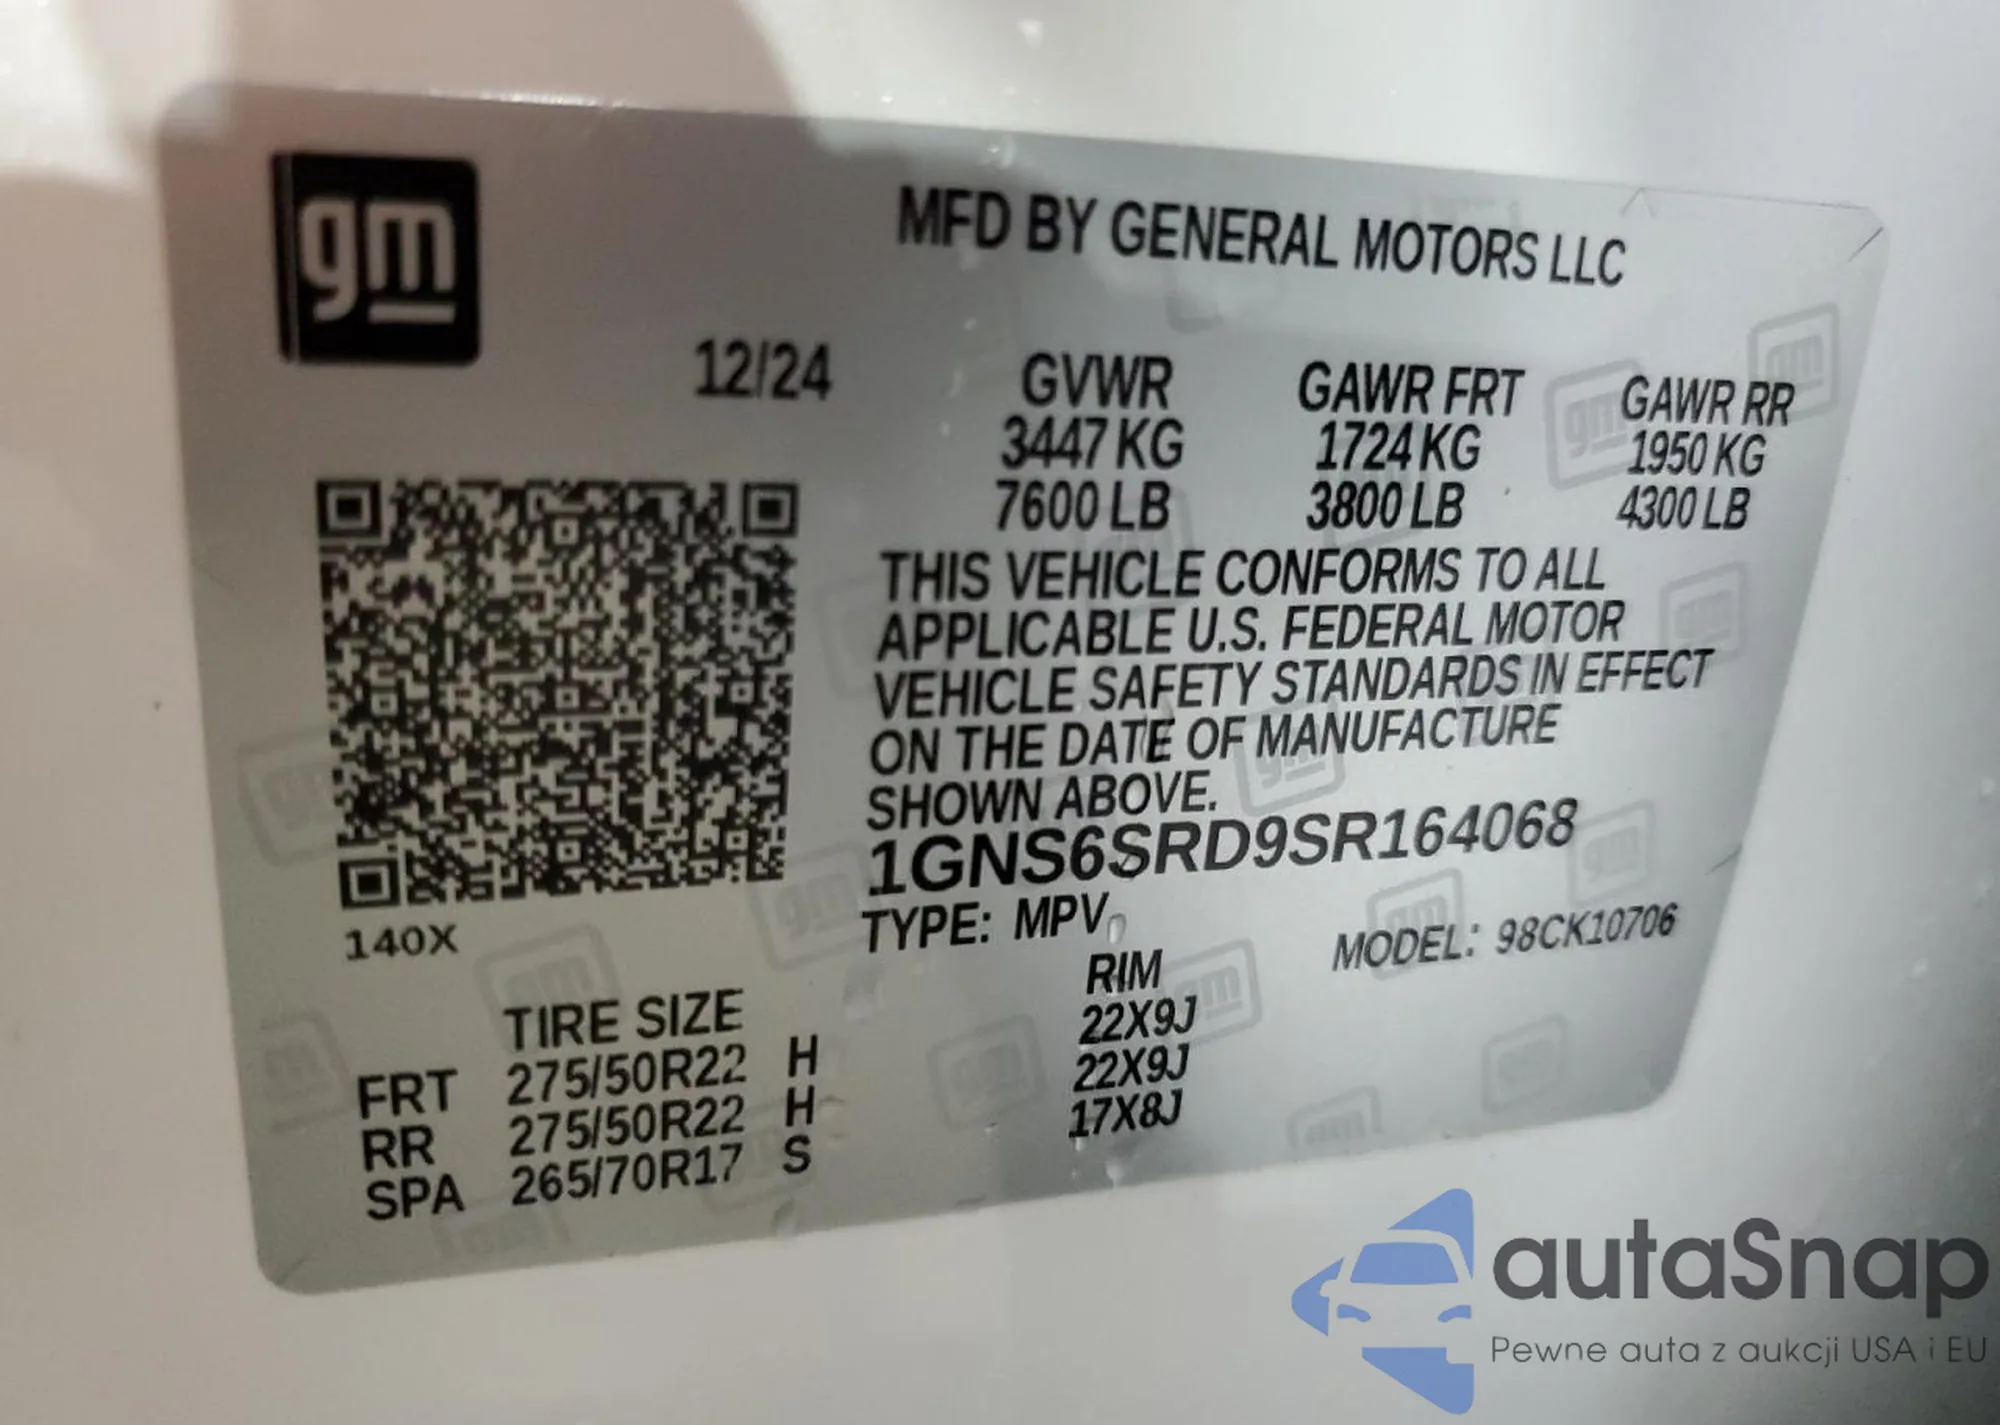 gm
MFD BY GENERAL MOTORS LLC
12/24 GVWR GAWR FRT GAWR RR
3447 KG 1724 KG 1950 KG
7600 LB 3800 LB 4300 LB
THIS VEHICLE CONFORMS TO ALL
APPLICABLE U.S. FEDERAL MOTOR
VEHICLE SAFETY STANDARDS IN EFFECT
ON THE DATE OF MANUFACTURE
SHOWN ABOVE.
1GNS6SRD9SR164068
140X
TYPE: MPV MODEL: 98CK10706
TIRE SIZE RIM
FRT 275/50R22 H 22X9J
RR 275/50R22 H 22X9J
SPA 265/70R17 S 17X8J
autaSnap
Pewne auta z aukcji USA i EU